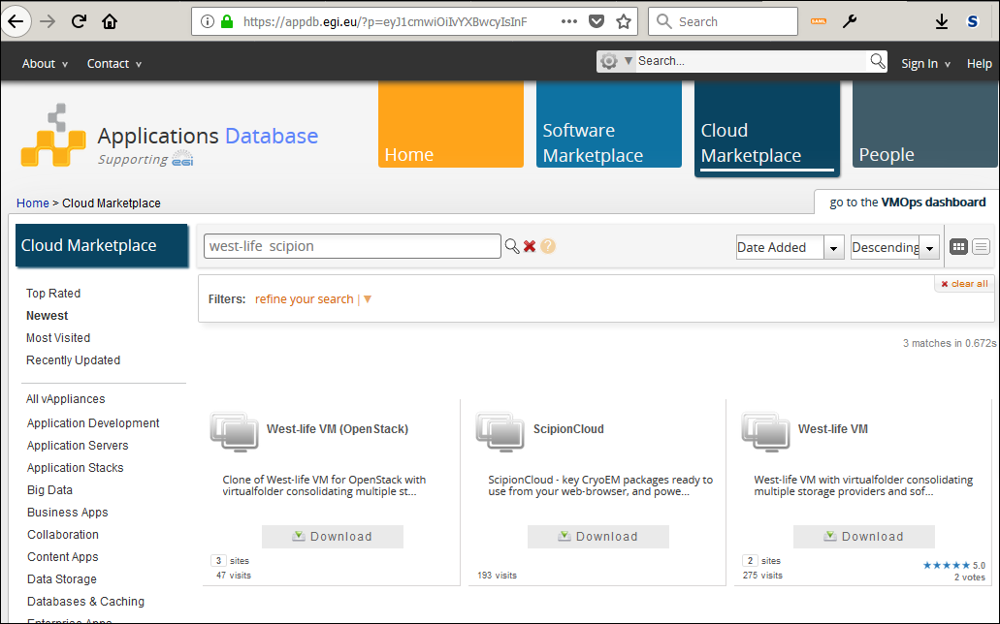 https://appdb.egi.eu/?p=eyJ1cmwiOiIvYXBwcyIsInF
Search
SAML
S
About
Contact
Search...
Sign In
Help
Applications Database
Supporting egi
Home
Software
Marketplace
Cloud
Marketplace
People
Home > Cloud Marketplace
go to the VMOps dashboard
Cloud Marketplace
west-life scipion
?
Date Added
Descending
Top Rated
Newest
Most Visited
Recently Updated
Filters: refine your search |
clear all
3 matches in 0.672s
All vAppliances
Application Development
Application Servers
Application Stacks
Big Data
Business Apps
Collaboration
Content Apps
Data Storage
Databases & Caching
Enterprise Apps
West-life VM (OpenStack)
Clone of West-life VM for OpenStack with
virtualfolder consolidating multiple st...
Download
3 sites
47 visits
ScipionCloud
ScipionCloud - key CryoEM packages ready to
use from your web-browser, and powe...
Download
193 visits
West-life VM
West-life VM with virtualfolder consolidating
multiple storage providers and sof...
Download
2 sites
275 visits
5.0
2 votes